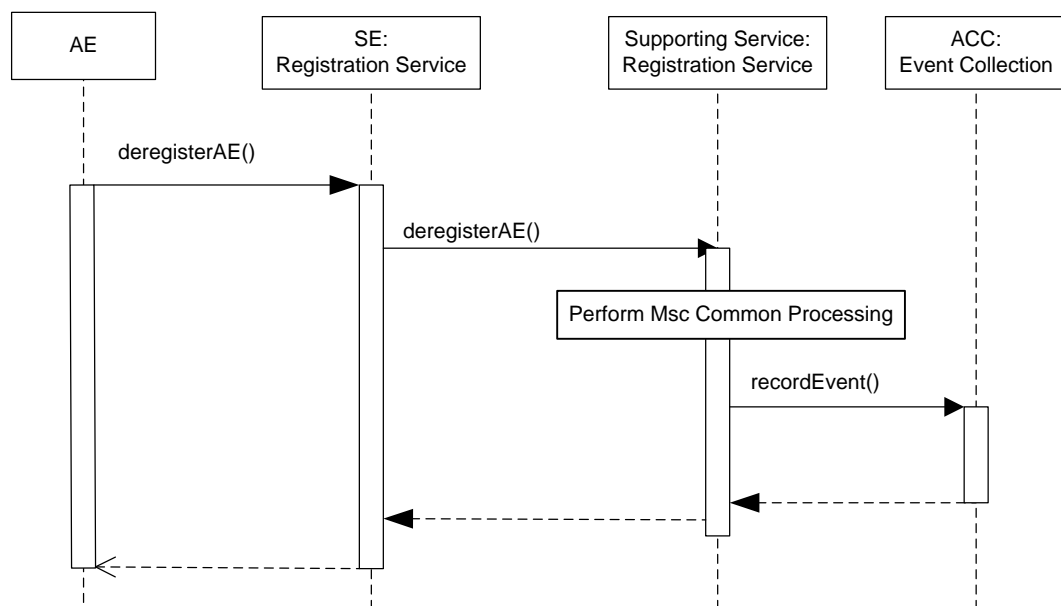 AE
SE:
Registration Service
Supporting Service:
Registration Service
ACC:
Event Collection
deregisterAE()
deregisterAE()
Perform Msc Common Processing
recordEvent()